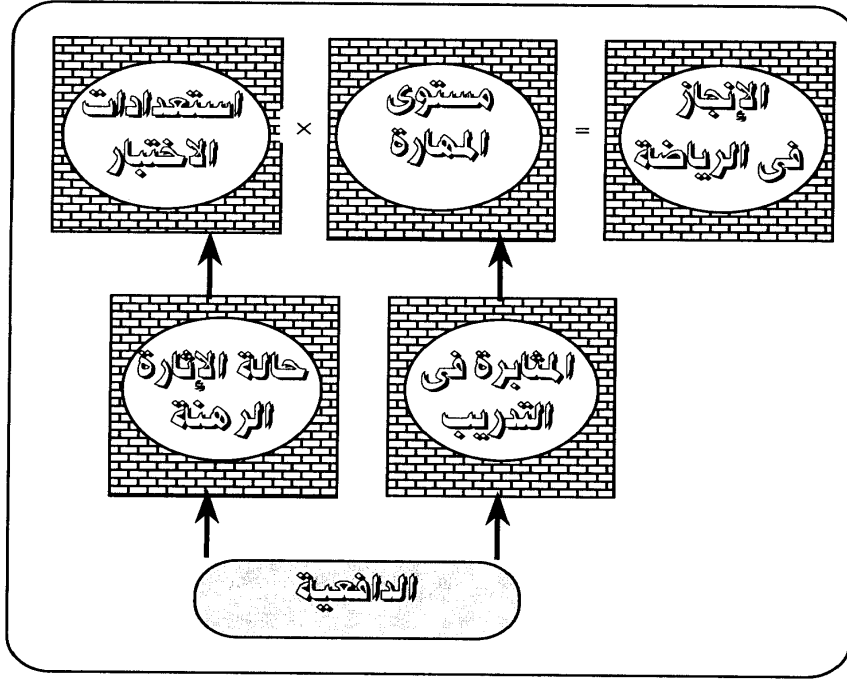 الإنجاز
فى الرياضة
=
مستوى
المهارة
×
استعدادات
الاختبار
المثابرة فى
التدريب
حالة الإثارة
الرهنة
الدافعية